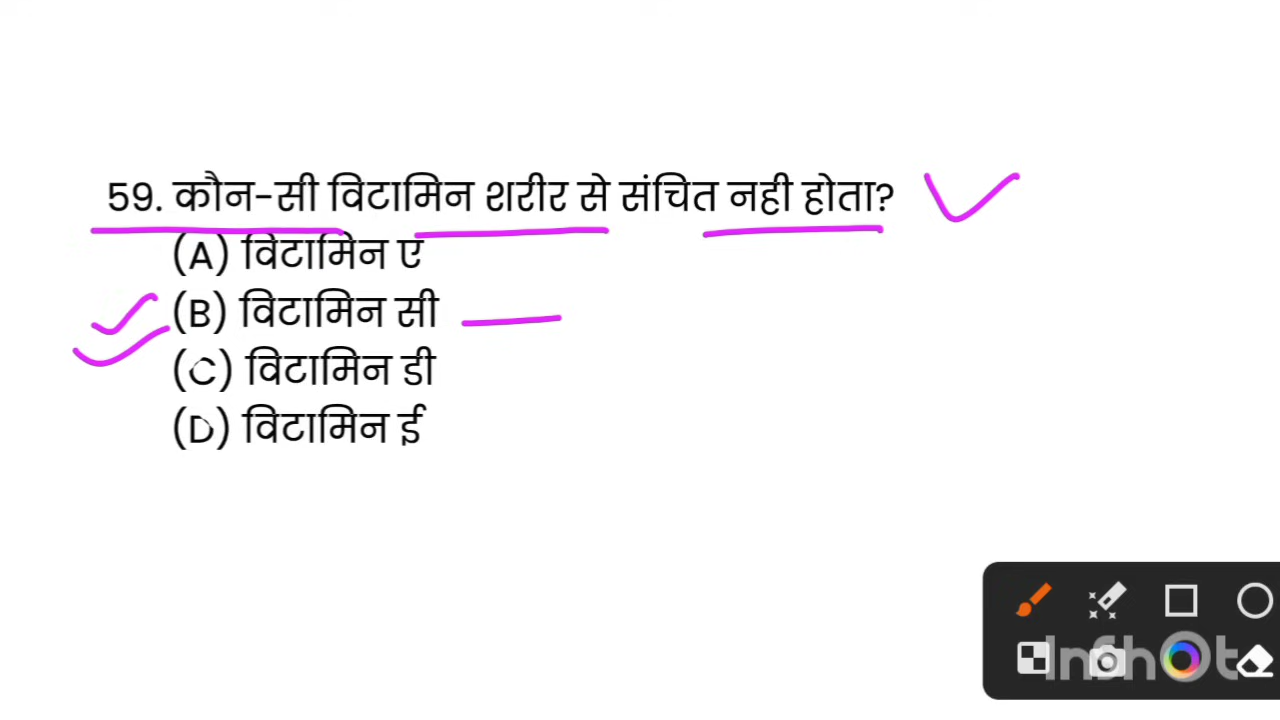 59. कौन-सी विटामिन शरीर से संचित नही होता?
(A) विटामिन ए
(B) विटामिन सी
(C) विटामिन डी
(D) विटामिन ई
InShOt